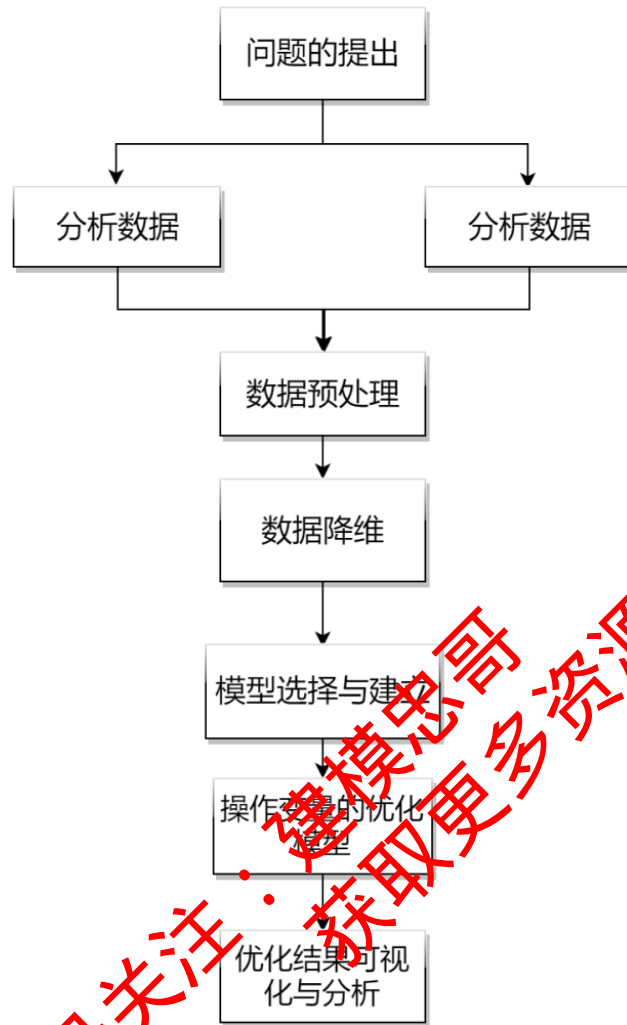 问题的提出
分析数据
分析数据
数据预处理
数据降维
模型选择与建立
操作变量的优化
模型
优化结果可视
化与分析
关注：建模忠哥
获取更多资源